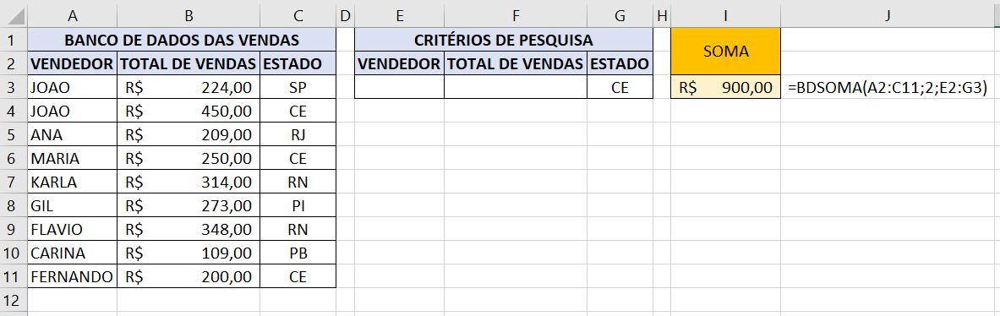 A B C D E F G H I J
1 BANCO DE DADOS DAS VENDAS CRITÉRIOS DE PESQUISA SOMA
2 VENDEDOR TOTAL DE VENDAS ESTADO VENDEDOR TOTAL DE VENDAS ESTADO
3 JOAO R$ 224,00 SP CE R$ 900,00 =BDSOMA(A2:C11;2;E2:G3)
4 JOAO R$ 450,00 CE
5 ANA R$ 209,00 RJ
6 MARIA R$ 250,00 CE
7 KARLA R$ 314,00 RN
8 GIL R$ 273,00 PI
9 FLAVIO R$ 348,00 RN
10 CARINA R$ 109,00 PB
11 FERNANDO R$ 200,00 CE
12